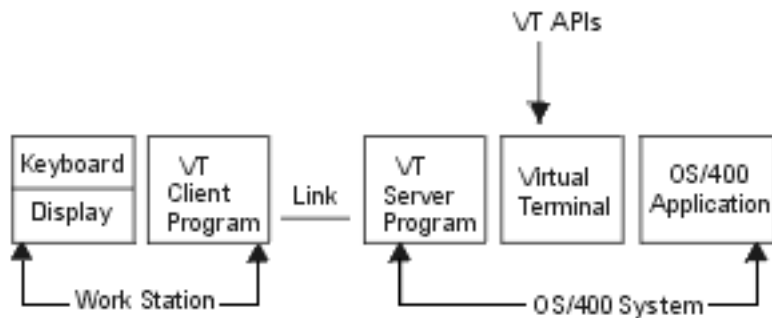 VT APIs
Keyboard
Display
VT
Client
Program
Link
VT
Server
Program
Virtual
Terminal
OS/400
Application
Work Station
OS/400 System